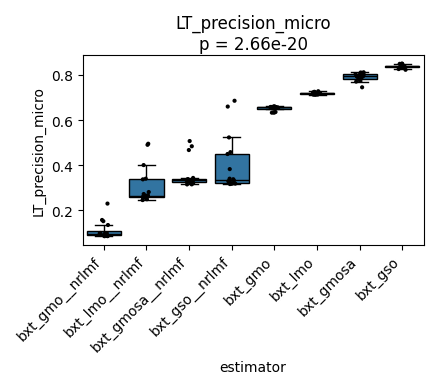 LT_precision_micro
p = 2.66e-20
LT_precision_micro
0.8
0.6
0.4
0.2
bxt_gmo__nrlmf
bxt_lmo__nrlmf
bxt_gmosa__nrlmf
bxt_gso__nrlmf
bxt_gmo
bxt_lmo
bxt_gmosa
bxt_gso
estimator